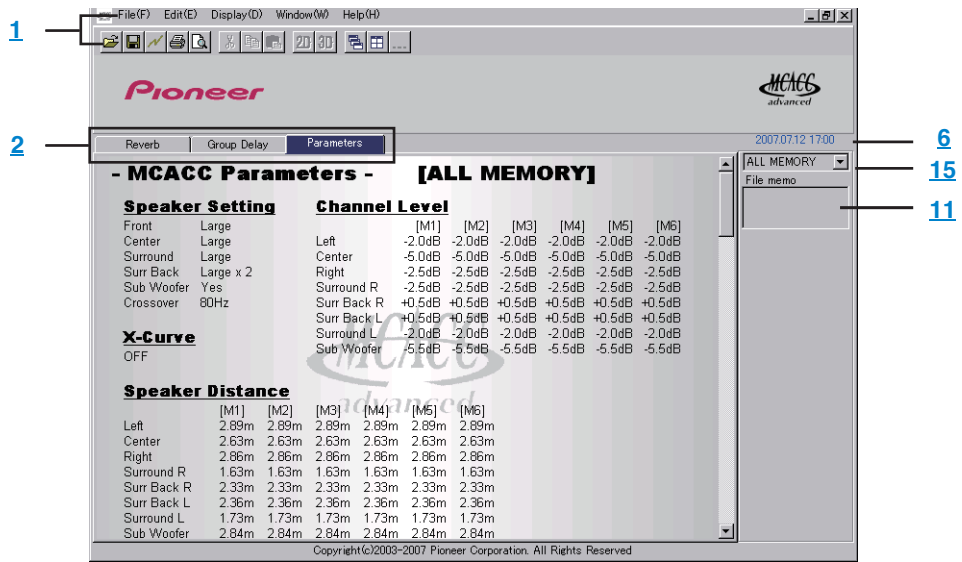 File(F) Edit(E) Display(D) Window(W) Help(H)
1
2D 3D ...
Pioneer
MCACC
advanced
2
Reverb Group Delay Parameters
2007.07.12 17:00
6
- MCACC Parameters - [ALL MEMORY]
ALL MEMORY
15
File memo
11
Speaker Setting
Front Large
Center Large
Surround Large
Surr Back Large x 2
Sub Woofer Yes
Crossover 80Hz
X-Curve
OFF
Channel Level
[M1] [M2] [M3] [M4] [M5] [M6]
Left -2.0dB -2.0dB -2.0dB -2.0dB -2.0dB -2.0dB
Center -5.0dB -5.0dB -5.0dB -5.0dB -5.0dB -5.0dB
Right -2.5dB -2.5dB -2.5dB -2.5dB -2.5dB -2.5dB
Surround R -2.5dB -2.5dB -2.5dB -2.5dB -2.5dB -2.5dB
Surr Back R +0.5dB +0.5dB +0.5dB +0.5dB +0.5dB +0.5dB
Surr Back L +0.5dB +0.5dB +0.5dB +0.5dB +0.5dB +0.5dB
Surround L -2.0dB -2.0dB -2.0dB -2.0dB -2.0dB -2.0dB
Sub Woofer -5.5dB -5.5dB -5.5dB -5.5dB -5.5dB -5.5dB
MCACC
advanced
Speaker Distance
[M1] [M2] [M3] [M4] [M5] [M6]
Left 2.89m 2.89m 2.89m 2.89m 2.89m 2.89m
Center 2.63m 2.63m 2.63m 2.63m 2.63m 2.63m
Right 2.86m 2.86m 2.86m 2.86m 2.86m 2.86m
Surround R 1.63m 1.63m 1.63m 1.63m 1.63m 1.63m
Surr Back R 2.33m 2.33m 2.33m 2.33m 2.33m 2.33m
Surr Back L 2.36m 2.36m 2.36m 2.36m 2.36m 2.36m
Surround L 1.73m 1.73m 1.73m 1.73m 1.73m 1.73m
Sub Woofer 2.84m 2.84m 2.84m 2.84m 2.84m 2.84m
Copyright(c)2003-2007 Pioneer Corporation. All Rights Reserved